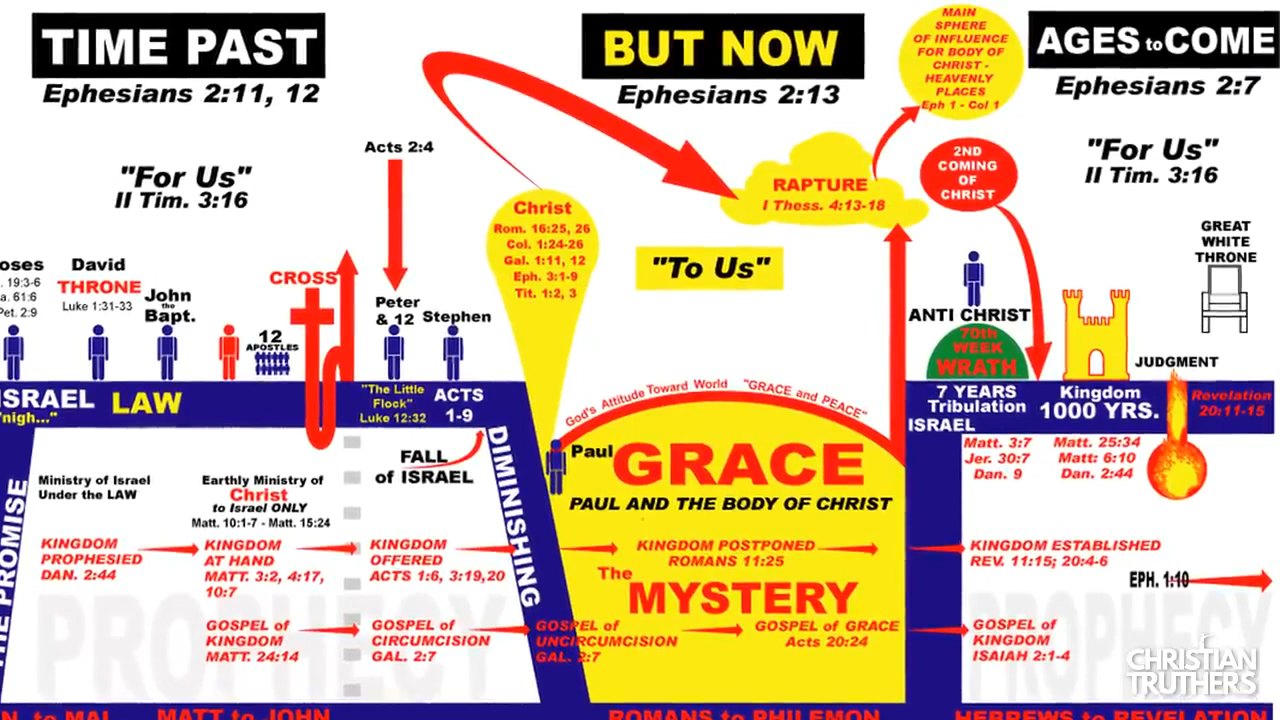 TIME PAST
Ephesians 2:11, 12
"For Us"
II Tim. 3:16
BUT NOW
Ephesians 2:13
MAIN
SPHERE
OF INFLUENCE
FOR BODY OF
CHRIST -
HEAVENLY
PLACES
Eph 1 - Col 1
AGES to COME
Ephesians 2:7
"For Us"
II Tim. 3:16
Acts 2:4
RAPTURE
I Thess. 4:13-18
2ND
COMING
OF
CHRIST
Christ
Rom. 16:25, 26
Col. 1:24-26
Gal. 1:11, 12
Eph. 3:1-9
Tit. 1:2, 3
"To Us"
GREAT
WHITE
THRONE
oses
. 19:3-6
a. 61:6
Pet. 2:9
David
THRONE
Luke 1:31-33
John
the
Bapt.
12
APOSTLES
CROSS
Peter
& 12
Stephen
ANTI CHRIST
70th
WEEK
WRATH
JUDGMENT
ISRAEL LAW
"nigh..."
"The Little
Flock"
Luke 12:32
ACTS
1-9
God's Attitude Toward World "GRACE and PEACE"
7 YEARS
Tribulation
ISRAEL
Kingdom
1000 YRS.
Revelation
20:11-15
THE PROMISE
Ministry of Israel
Under the LAW
Earthly Ministry of
Christ
to Israel ONLY
Matt. 10:1-7 - Matt. 15:24
FALL
of ISRAEL
DIMINISHING
Paul
GRACE
PAUL AND THE BODY OF CHRIST
Matt. 3:7
Jer. 30:7
Dan. 9
Matt. 25:34
Matt: 6:10
Dan. 2:44
KINGDOM
PROPHESIED
DAN. 2:44
KINGDOM
AT HAND
MATT. 3:2, 4:17,
10:7
KINGDOM
OFFERED
ACTS 1:6, 3:19,20
KINGDOM POSTPONED
ROMANS 11:25
KINGDOM ESTABLISHED
REV. 11:15; 20:4-6
EPH. 1:10
The
MYSTERY
PROPHECY
GOSPEL of
KINGDOM
MATT. 24:14
GOSPEL of
CIRCUMCISION
GAL. 2:7
GOSPEL of
UNCIRCUMCISION
GAL. 2:7
GOSPEL of GRACE
Acts 20:24
GOSPEL of
KINGDOM
ISAIAH 2:1-4
PROPHECY
CHRISTIAN
TRUTHERS
N. to MAL
MATT to JOHN
ROMANS to PHILEMON
HEBREWS to REVELATION